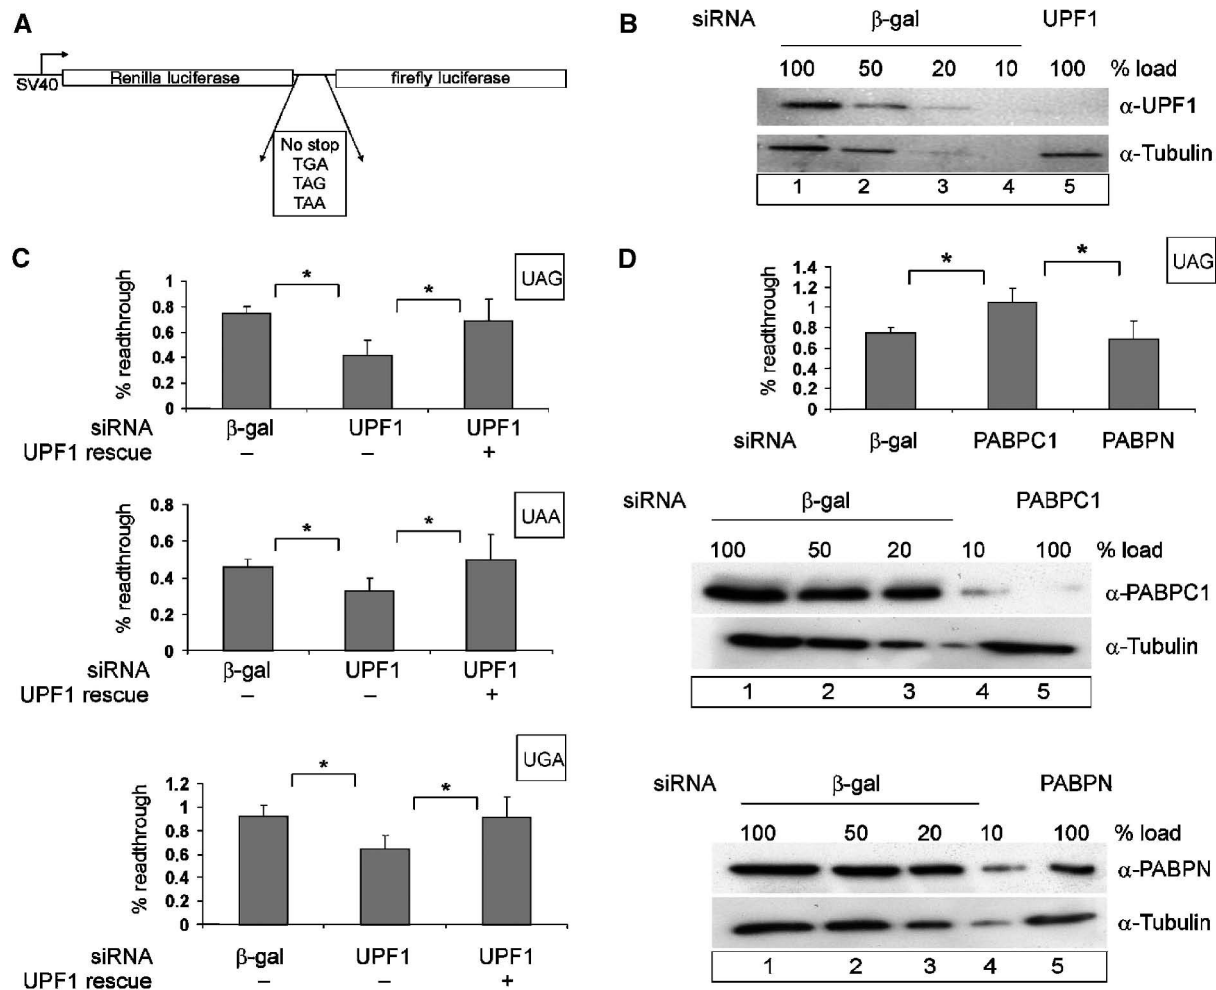 A
SV40
Renilla luciferase
firefly luciferase
No stop
TGA
TAG
TAA
B
siRNA β-gal UPF1
100 50 20 10 100 % load
α-UPF1
α-Tubulin
1 2 3 4 5
C
UAG
% readthrough
1
0.8
0.6
0.4
0.2
0
* *
siRNA β-gal UPF1 UPF1
UPF1 rescue – – +
UAA
% readthrough
0.8
0.6
0.4
0.2
0
* *
siRNA β-gal UPF1 UPF1
UPF1 rescue – – +
UGA
% readthrough
1.2
1
0.8
0.6
0.4
0.2
0
* *
siRNA β-gal UPF1 UPF1
UPF1 rescue – – +
D
UAG
% readthrough
1.4
1.2
1
0.8
0.6
0.4
0.2
0
* *
siRNA β-gal PABPC1 PABPN
siRNA β-gal PABPC1
100 50 20 10 100 % load
α-PABPC1
α-Tubulin
1 2 3 4 5
siRNA β-gal PABPN
100 50 20 10 100 % load
α-PABPN
α-Tubulin
1 2 3 4 5